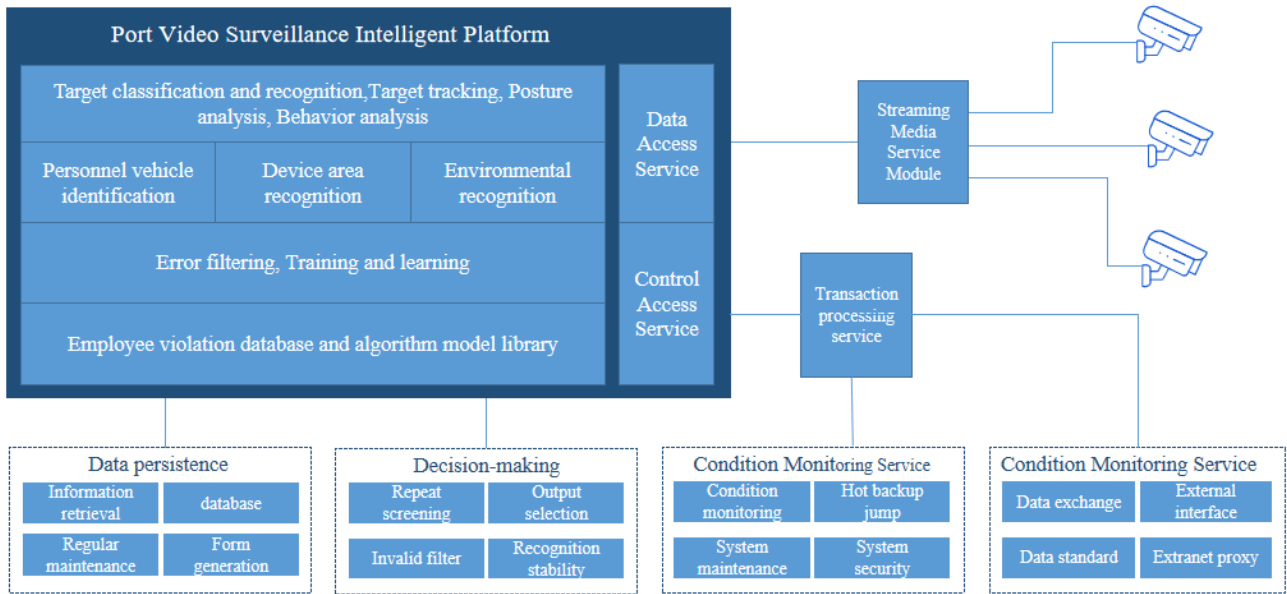 Port Video Surveillance Intelligent Platform
Target classification and recognition,Target tracking, Posture
analysis, Behavior analysis
Personnel vehicle
identification
Device area
recognition
Environmental
recognition
Error filtering, Training and learning
Employee violation database and algorithm model library
Data
Access
Service
Control
Access
Service
Streaming
Media
Service
Module
Transaction
processing
service
Data persistence
Information
retrieval
database
Regular
maintenance
Form
generation
Decision-making
Repeat
screening
Output
selection
Invalid filter
Recognition
stability
Condition Monitoring Service
Condition
monitoring
Hot backup
jump
System
maintenance
System
security
Condition Monitoring Service
Data exchange
External
interface
Data standard
Extranet proxy